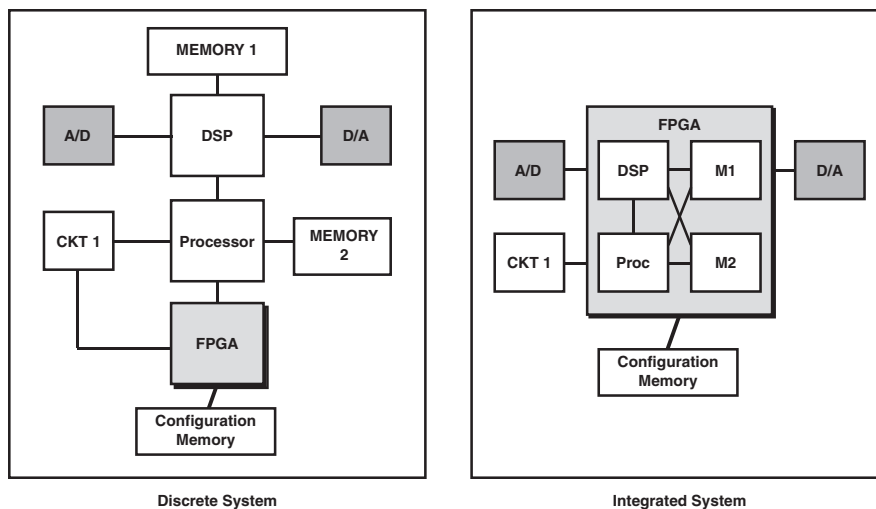 MEMORY 1
A/D
DSP
D/A
CKT 1
Processor
MEMORY
2
FPGA
Configuration
Memory
Discrete System
FPGA
A/D
DSP
M1
D/A
CKT 1
Proc
M2
Configuration
Memory
Integrated System